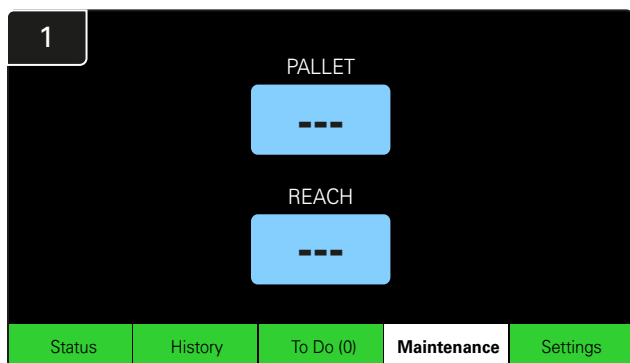 1
PALLET
---
REACH
---
Status History To Do (0) Maintenance Settings